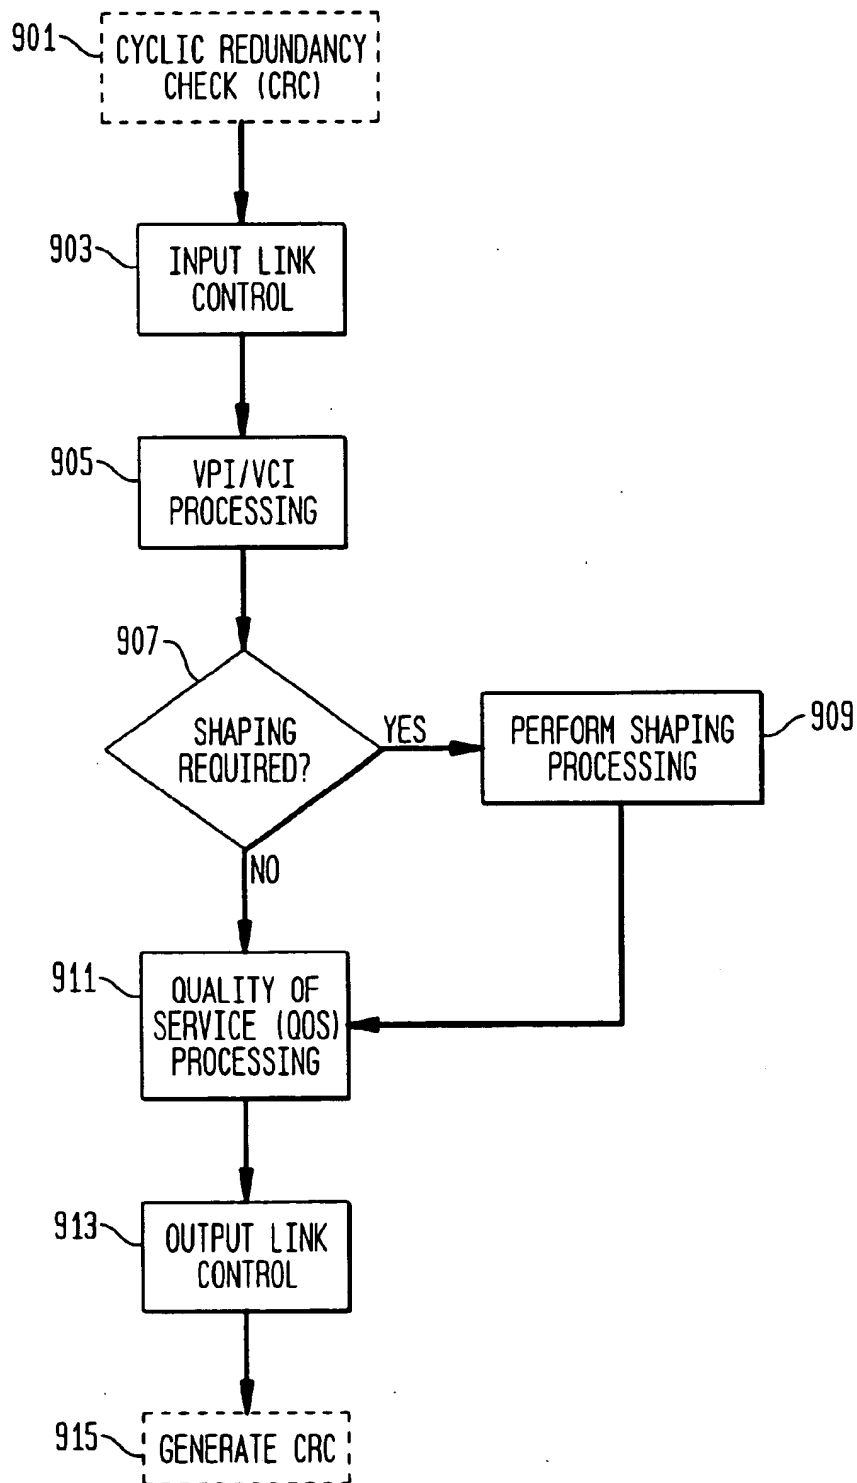 901
CYCLIC REDUNDANCY
CHECK (CRC)
903
INPUT LINK
CONTROL
905
VPI/VCI
PROCESSING
907
SHAPING
REQUIRED?
YES
PERFORM SHAPING
PROCESSING
909
NO
911
QUALITY OF
SERVICE (QOS)
PROCESSING
913
OUTPUT LINK
CONTROL
915
GENERATE CRC